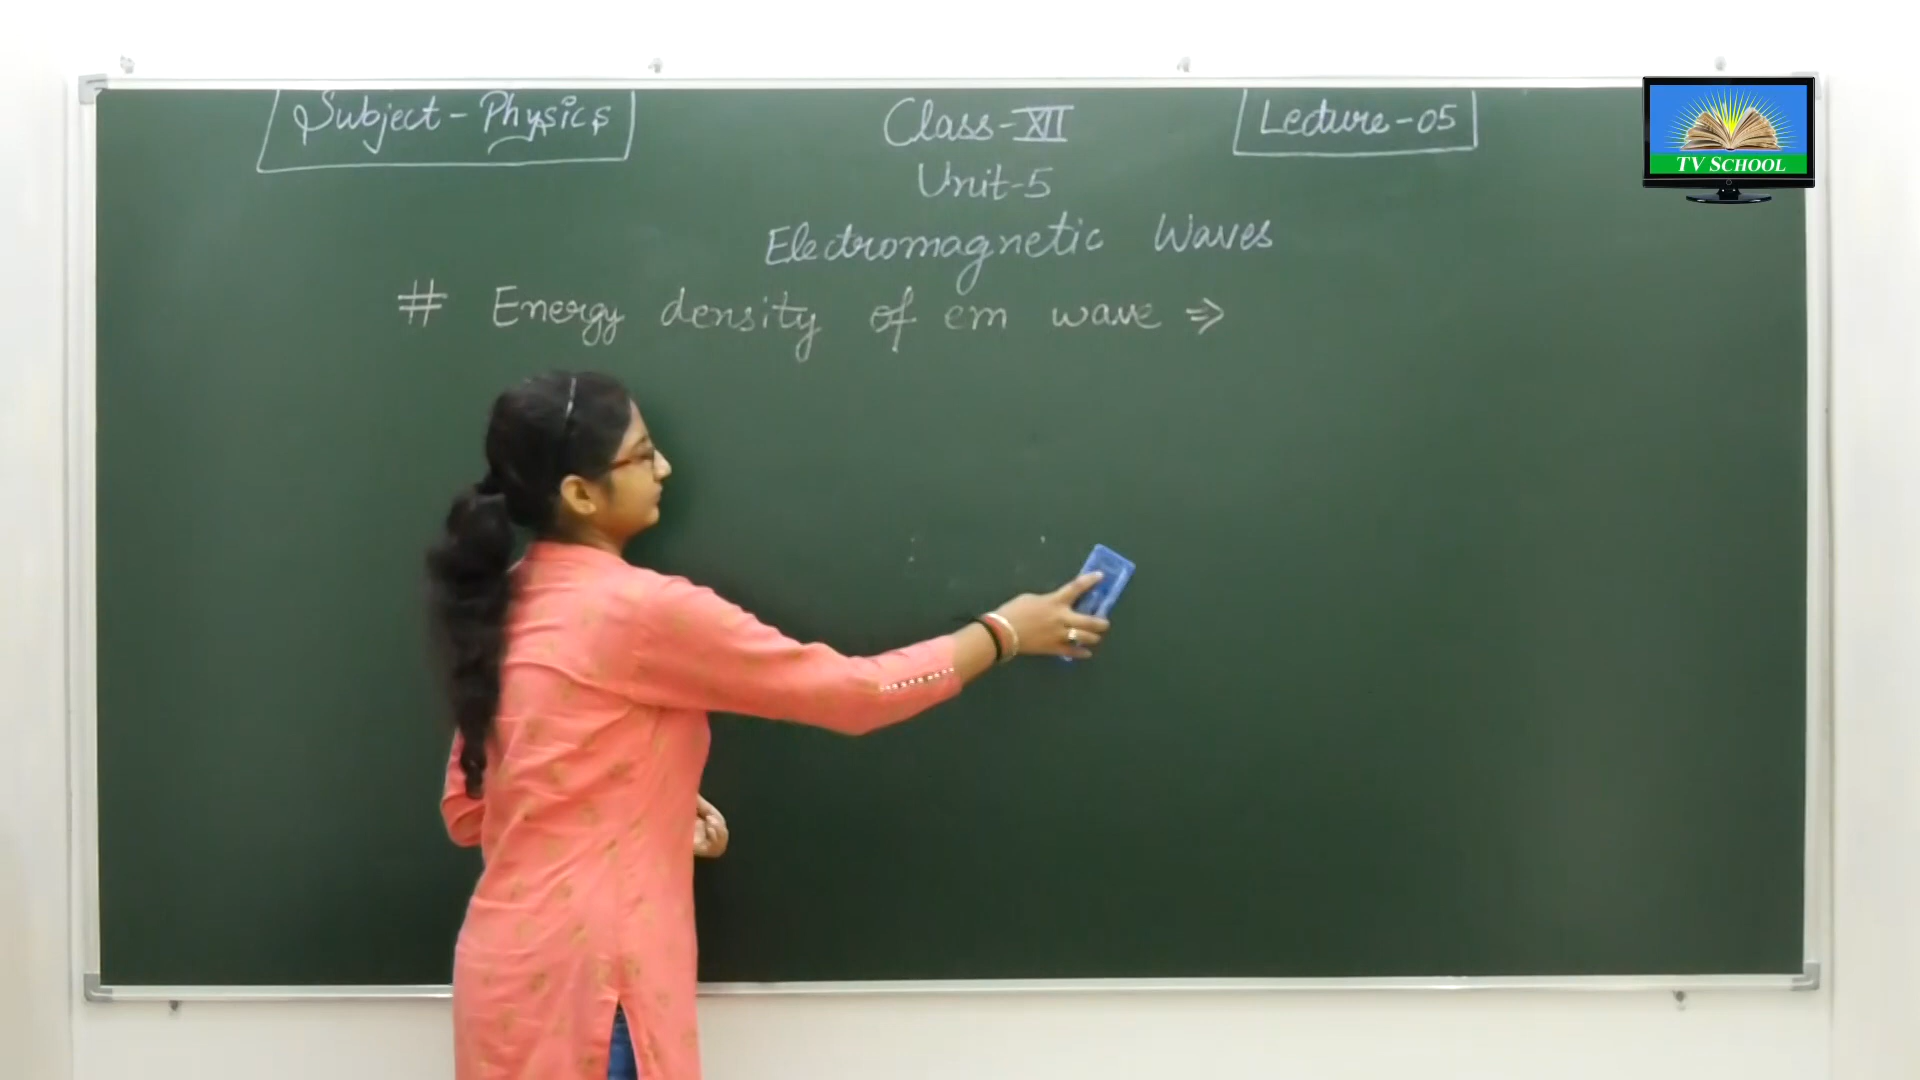 Subject - Physics
Class - XII
Lecture - 05
Unit-5
Electromagnetic Waves
# Energy density of em wave ⇒
TV SCHOOL